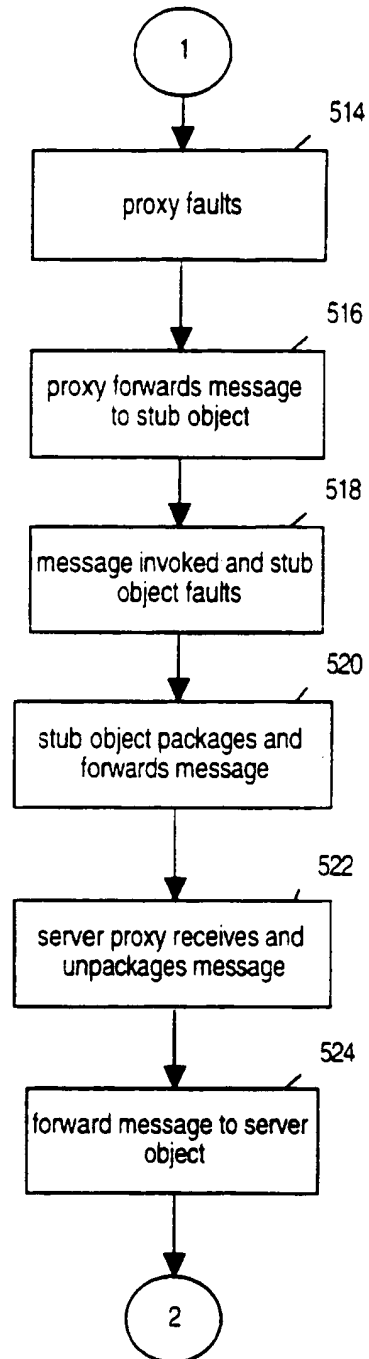 1
514
proxy faults
516
proxy forwards message
to stub object
518
message invoked and stub
object faults
520
stub object packages and
forwards message
522
server proxy receives and
unpackages message
524
forward message to server
object
2